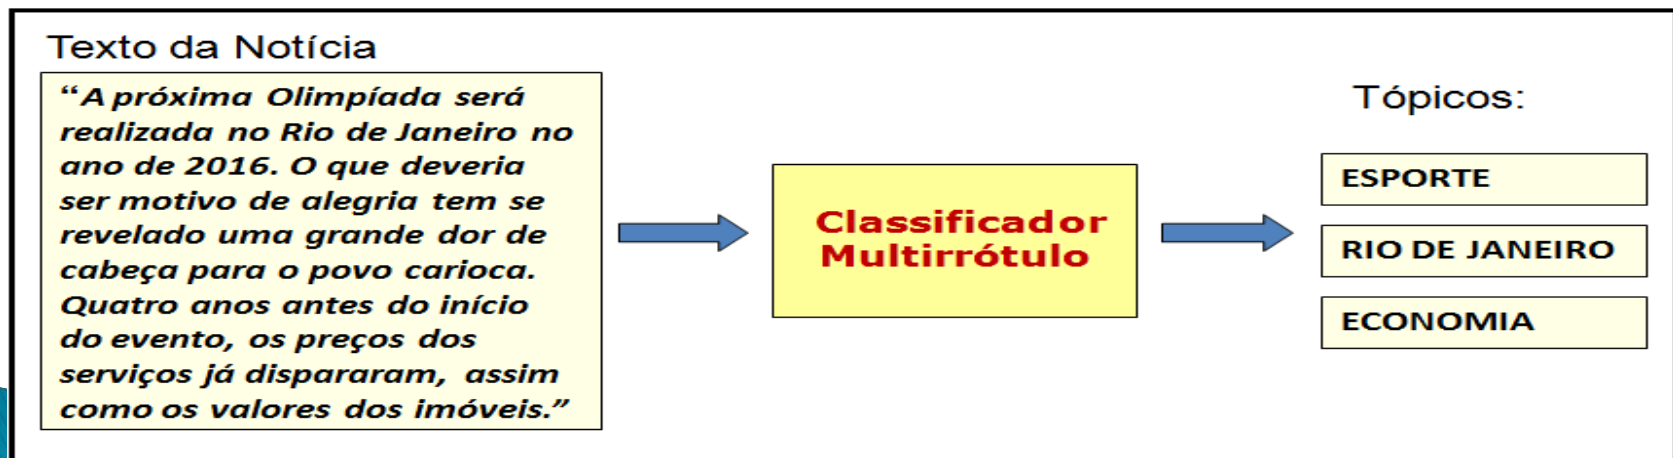 Texto da Notícia
“A próxima Olimpíada será
realizada no Rio de Janeiro no
ano de 2016. O que deveria
ser motivo de alegria tem se
revelado uma grande dor de
cabeça para o povo carioca.
Quatro anos antes do início
do evento, os preços dos
serviços já dispararam, assim
como os valores dos imóveis.”
Classificador
Multirrótulo
Tópicos:
ESPORTE
RIO DE JANEIRO
ECONOMIA